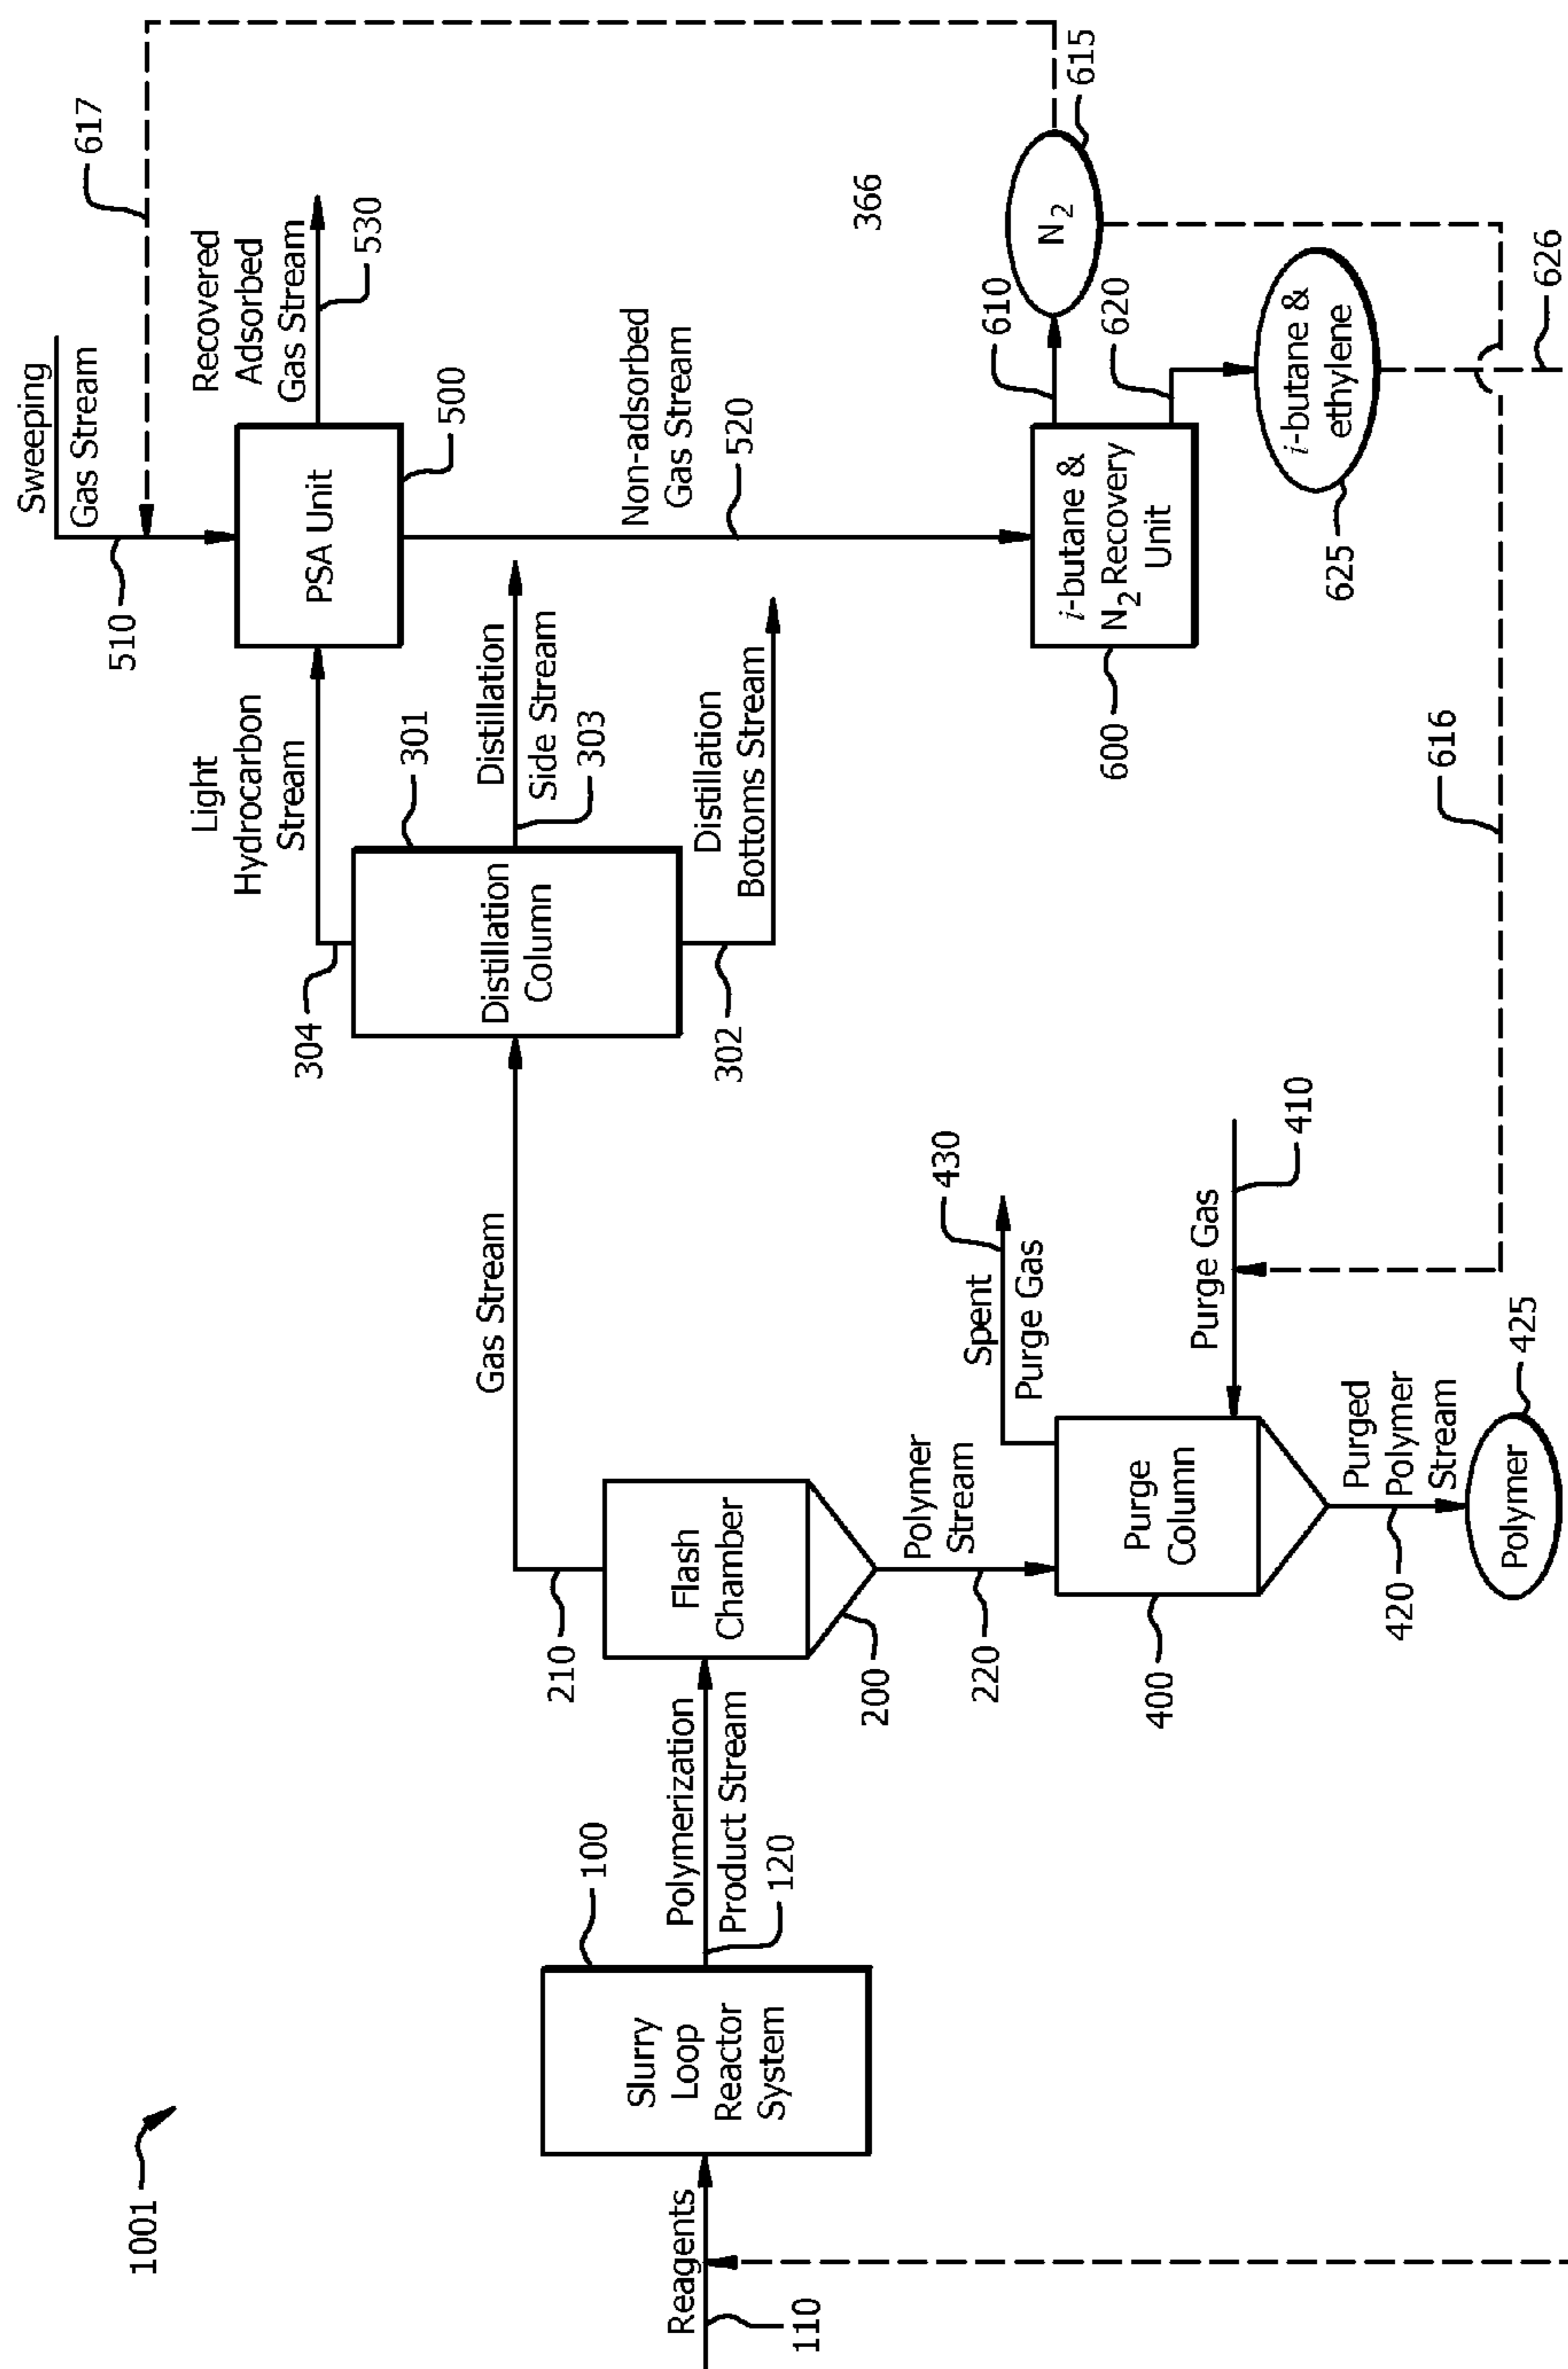 1001
Reagents
110
Slurry
Loop
Reactor
System
100
Polymerization
Product Stream
120
Flash
Chamber
200
210
Gas Stream
Polymer
Stream
220
Purge
Column
400
Spent
Purge Gas
430
Purge Gas
410
Purged
Polymer
Stream
420
Polymer
425
Distillation
Column
301
304
Light
Hydrocarbon
Stream
Distillation
Side Stream
303
302
Distillation
Bottoms Stream
Sweeping
Gas Stream
510
617
PSA Unit
500
Recovered
Adsorbed
Gas Stream
530
Non-adsorbed
Gas Stream
520
i-butane &
N2 Recovery
Unit
600
610
620
366
N2
615
i-butane &
ethylene
625
626
616